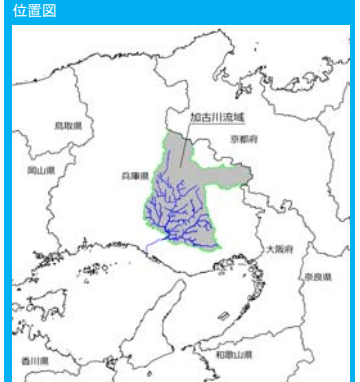 位置図
加古川流域
鳥取県
京都府
岡山県
兵庫県
大阪府
奈良県
和歌山県
香川県